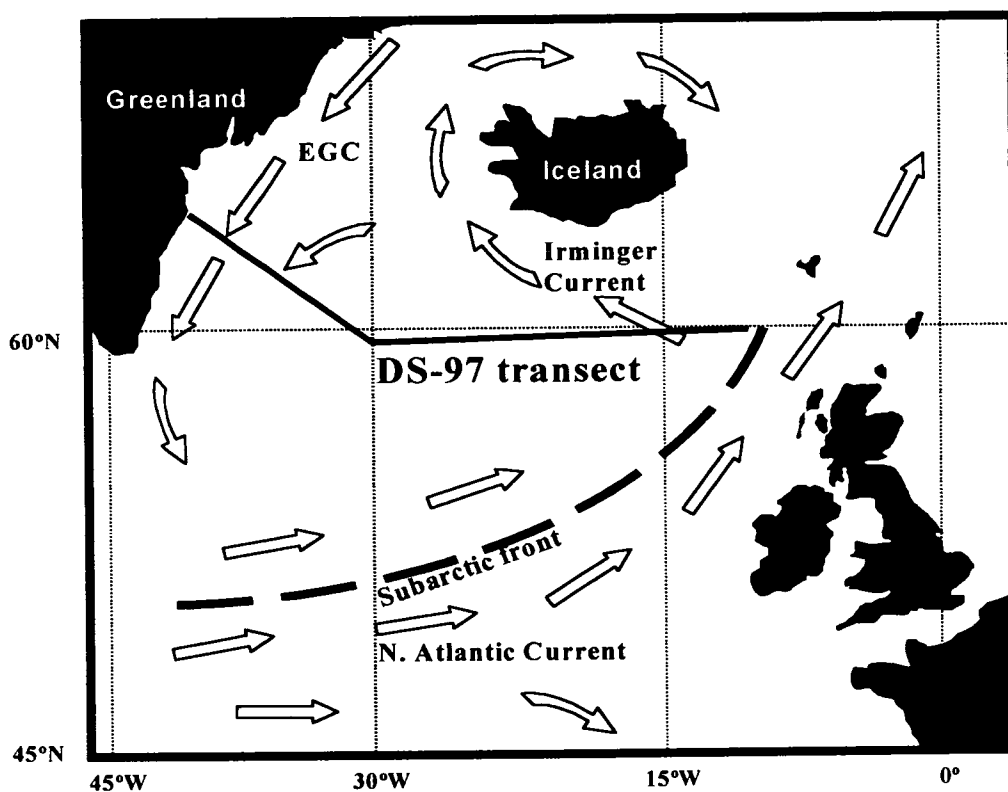 Greenland
EGC
Iceland
Irminger
Current
60°N
DS-97 transect
Subarctic front
N. Atlantic Current
45°N
45°W
30°W
15°W
0°